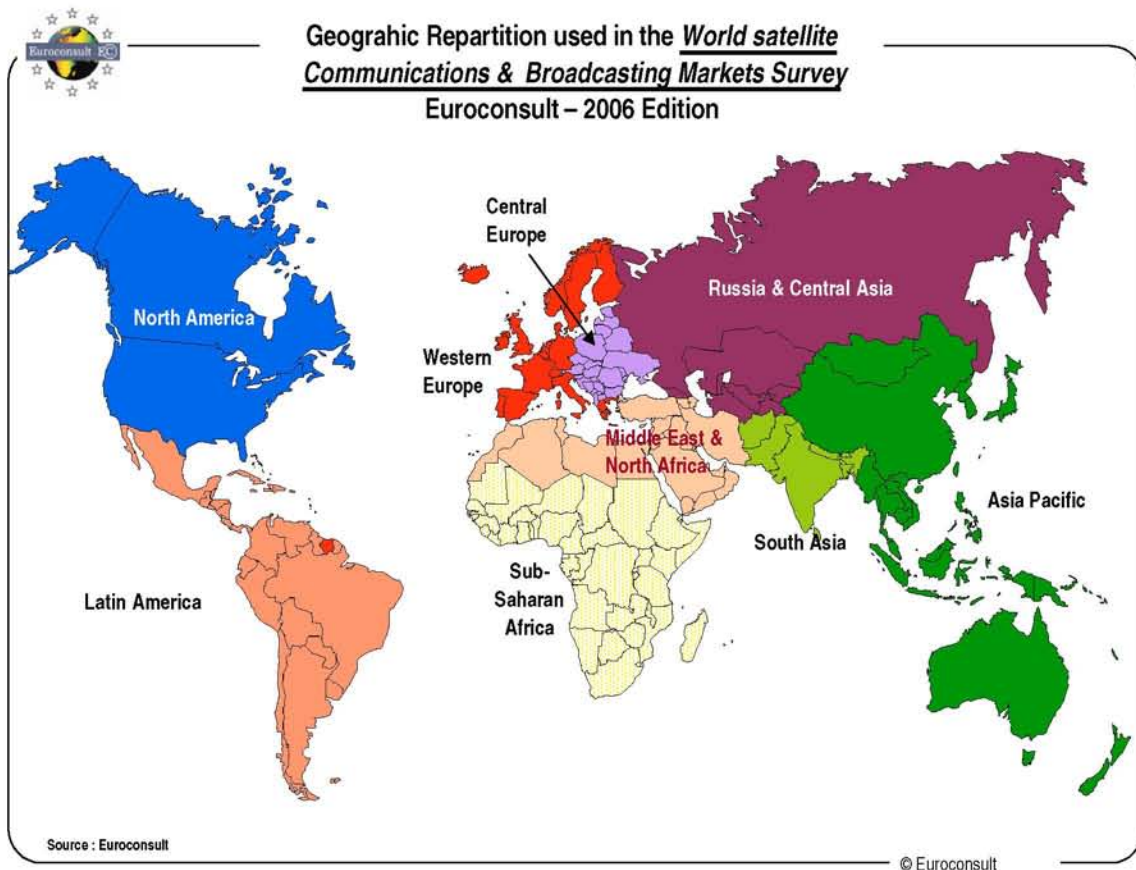 Euroconsult EC
Geograhic Repartition used in the World satellite
Communications & Broadcasting Markets Survey
Euroconsult – 2006 Edition
Central
Europe
Russia & Central Asia
North America
Western
Europe
Middle East &
North Africa
Asia Pacific
South Asia
Sub-
Saharan
Africa
Latin America
Source : Euroconsult
© Euroconsult